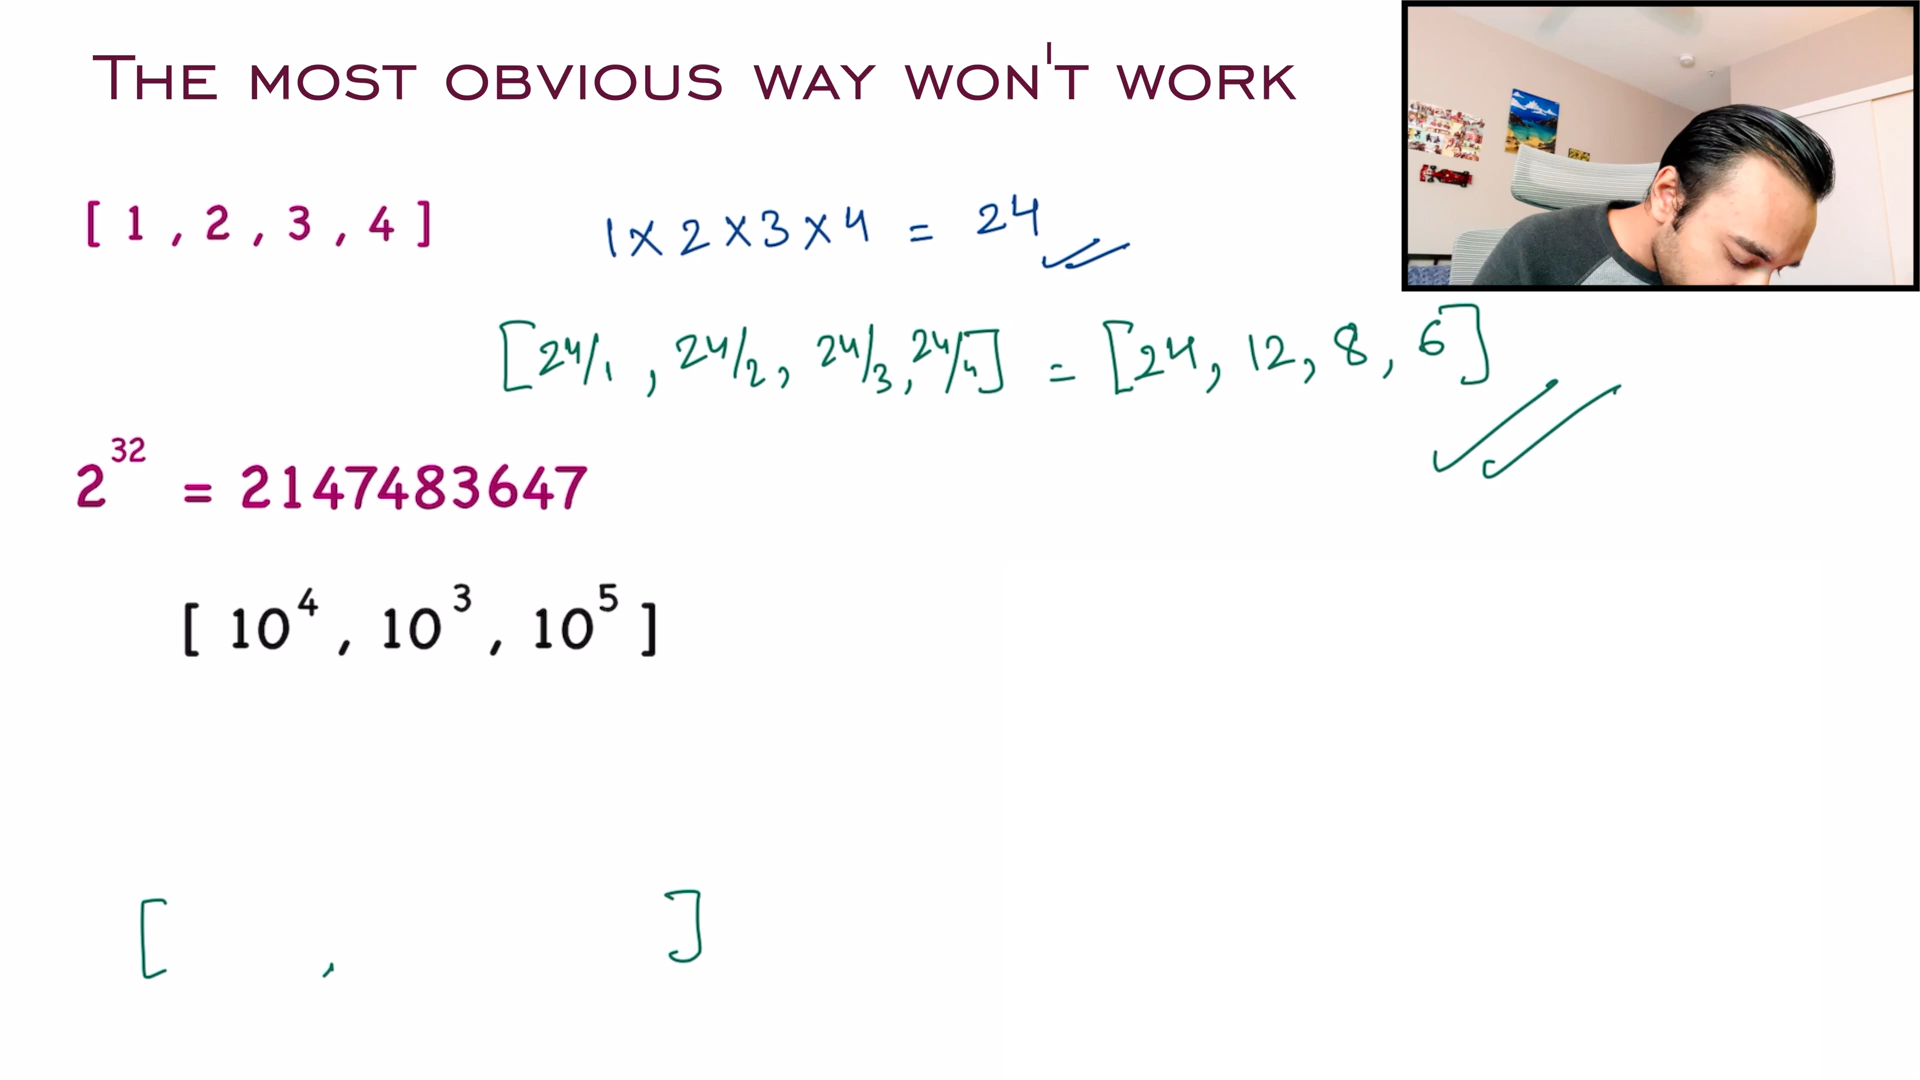 THE MOST OBVIOUS WAY WON'T WORK
[ 1 , 2 , 3 , 4 ]
1 × 2 × 3 × 4 = 24
[24/1 , 24/2 , 24/3 , 24/4] = [24, 12, 8, 6]
2^32 = 2147483647
[ 10^4 , 10^3 , 10^5 ]
[ , ]